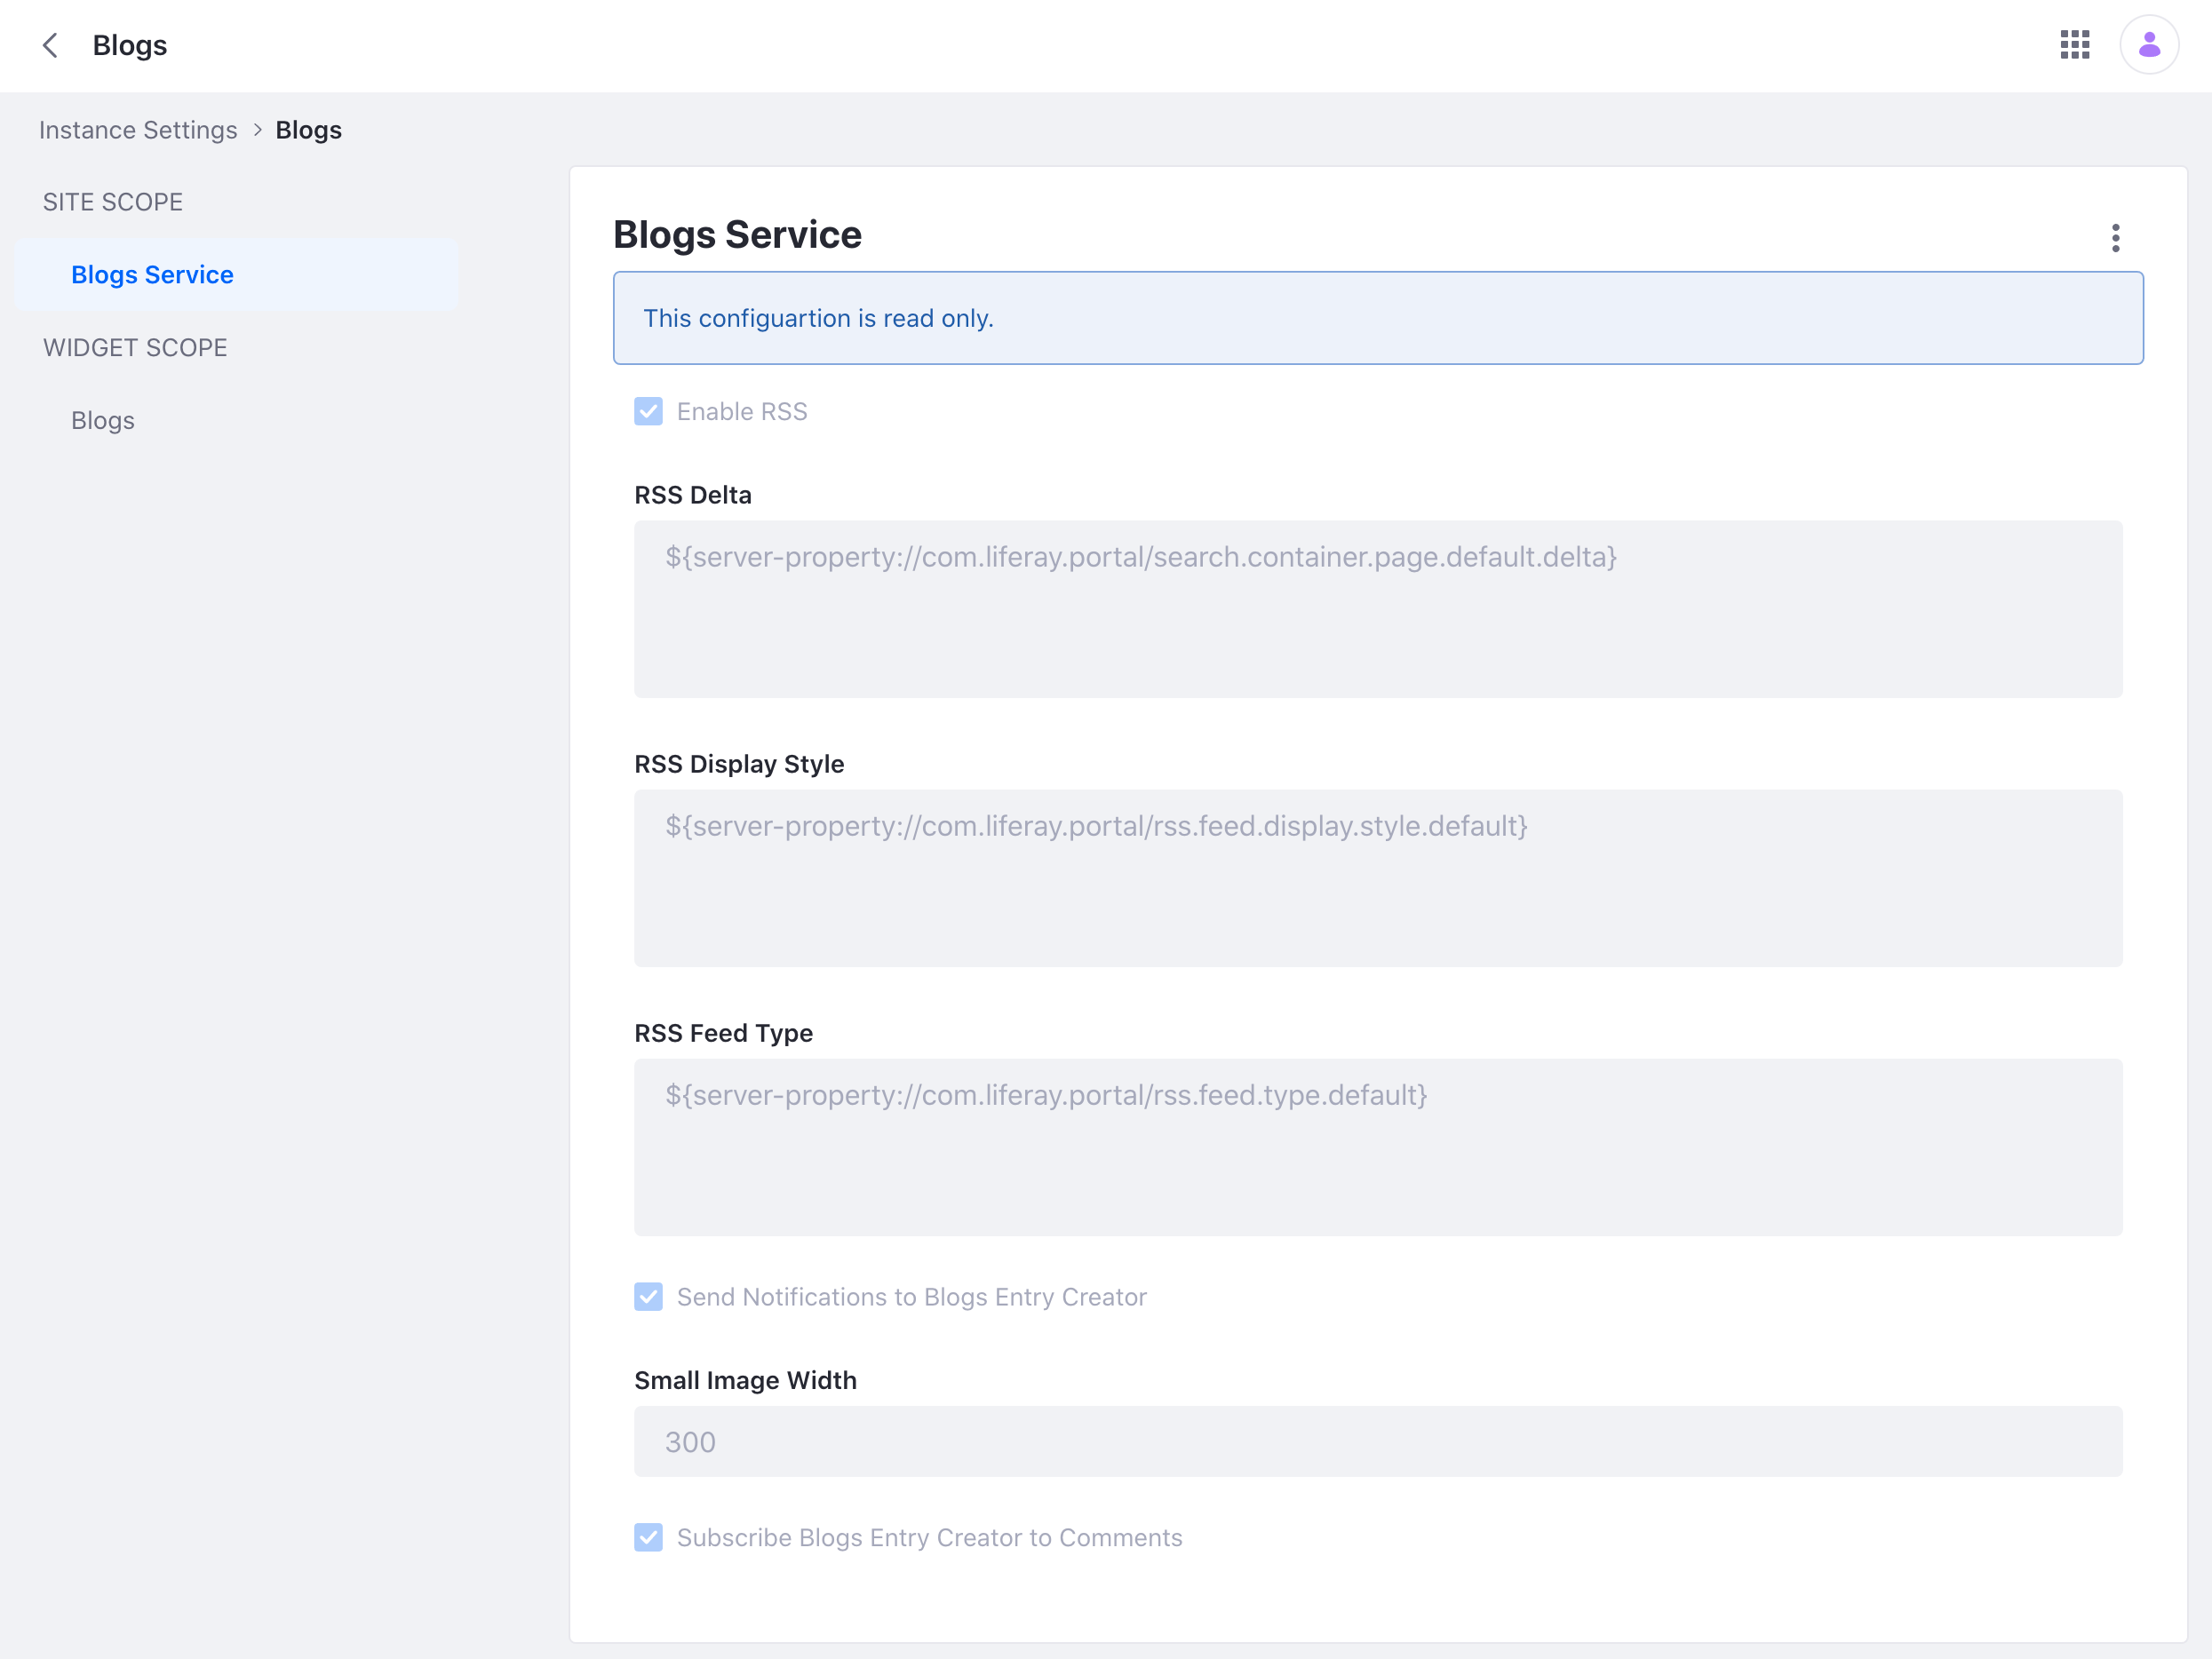 Blogs
Instance Settings > Blogs
SITE SCOPE
Blogs Service
WIDGET SCOPE
Blogs
Blogs Service
This configuartion is read only.
Enable RSS
RSS Delta
${server-property://com.liferay.portal/search.container.page.default.delta}
RSS Display Style
${server-property://com.liferay.portal/rss.feed.display.style.default}
RSS Feed Type
${server-property://com.liferay.portal/rss.feed.type.default}
Send Notifications to Blogs Entry Creator
Small Image Width
300
Subscribe Blogs Entry Creator to Comments